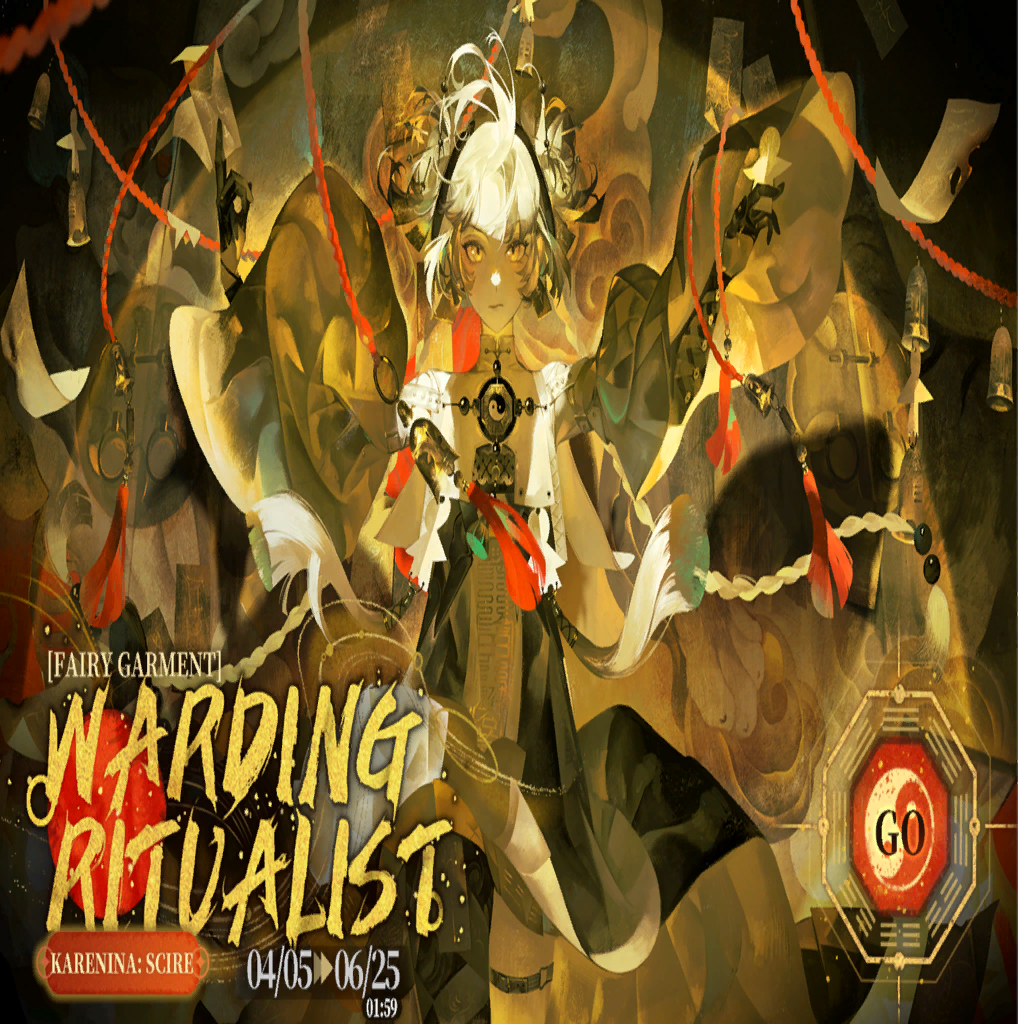 [FAIRY GARMENT]
WARDING
RITUALIST
KARENINA: SCIRE
04/05 06/25
01:59
GO